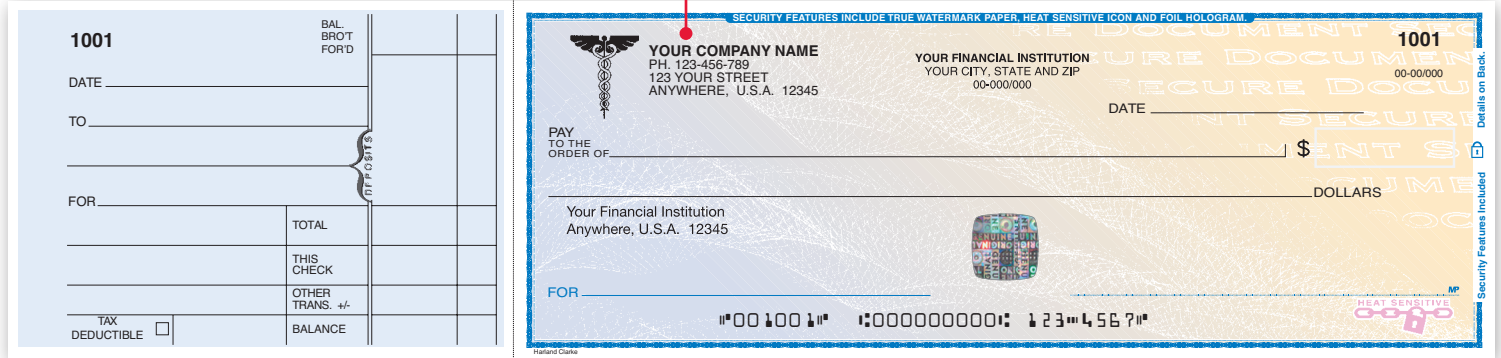 1001
BAL.
BRO'T
FOR'D
DATE
TO
DEPOSITS
FOR
TOTAL
THIS
CHECK
OTHER
TRANS. +/-
TAX
DEDUCTIBLE
BALANCE
SECURITY FEATURES INCLUDE TRUE WATERMARK PAPER, HEAT SENSITIVE ICON AND FOIL HOLOGRAM.
YOUR COMPANY NAME
PH. 123-456-789
123 YOUR STREET
ANYWHERE, U.S.A. 12345
YOUR FINANCIAL INSTITUTION
YOUR CITY, STATE AND ZIP
00-000/000
1001
00-00/000
DATE
PAY
TO THE
ORDER OF
$
DOLLARS
Your Financial Institution
Anywhere, U.S.A. 12345
FOR
MP
HEAT SENSITIVE
⑈001001⑈ ⑆000000000⑆ 123⑉4567⑈
Harland Clarke
Security Features Included Details on Back.